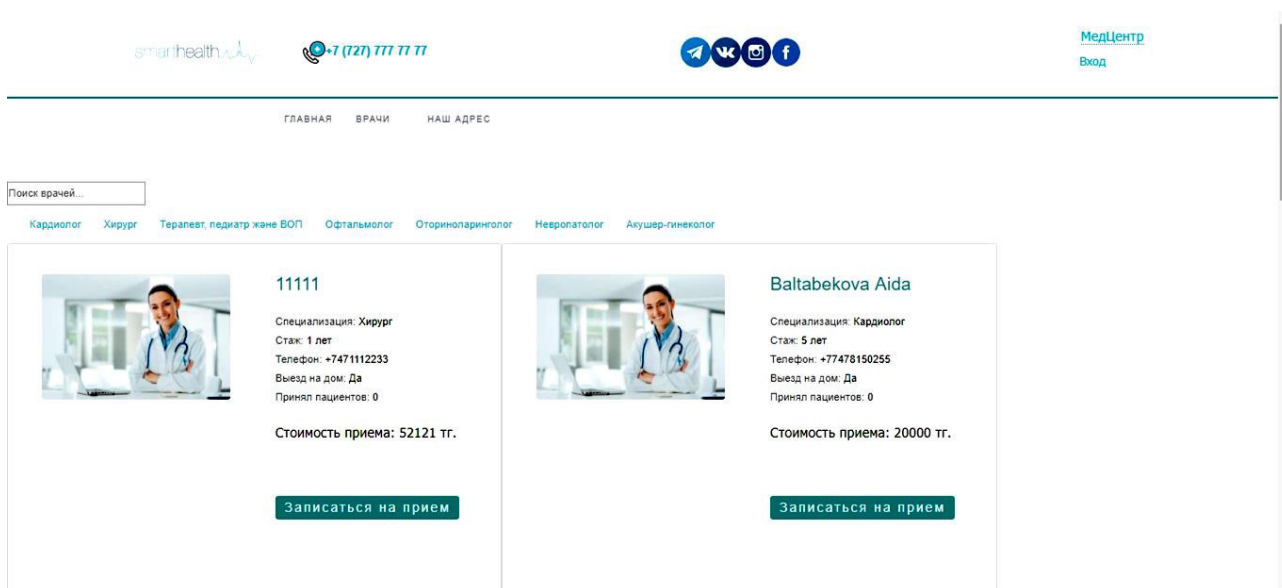 smarthealth
+7 (727) 777 77 77
МедЦентр
Вход
ГЛАВНАЯ ВРАЧИ НАШ АДРЕС
Поиск врачей...
Кардиолог Хирург Терапевт, педиатр және ВОП Офтальмолог Оториноларинголог Невропатолог Акушер-гинеколог
11111
Специализация: Хирург
Стаж: 1 лет
Телефон: +7471112233
Выезд на дом: Да
Принял пациентов: 0
Стоимость приема: 52121 тг.
Записаться на прием
Baltabekova Aida
Специализация: Кардиолог
Стаж: 5 лет
Телефон: +77478150255
Выезд на дом: Да
Принял пациентов: 0
Стоимость приема: 20000 тг.
Записаться на прием